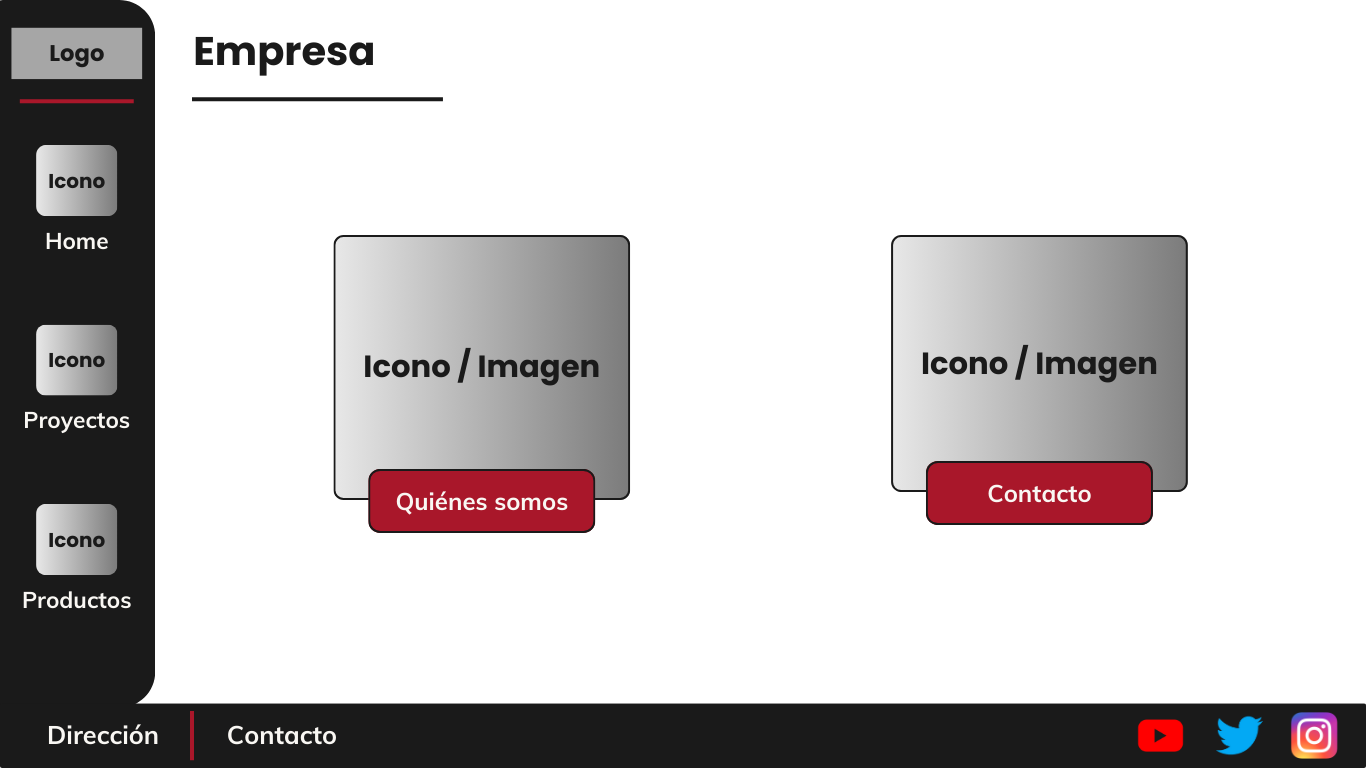 Logo
Empresa
Icono
Home
Icono
Proyectos
Icono
Productos
Icono / Imagen
Quiénes somos
Icono / Imagen
Contacto
Dirección
Contacto